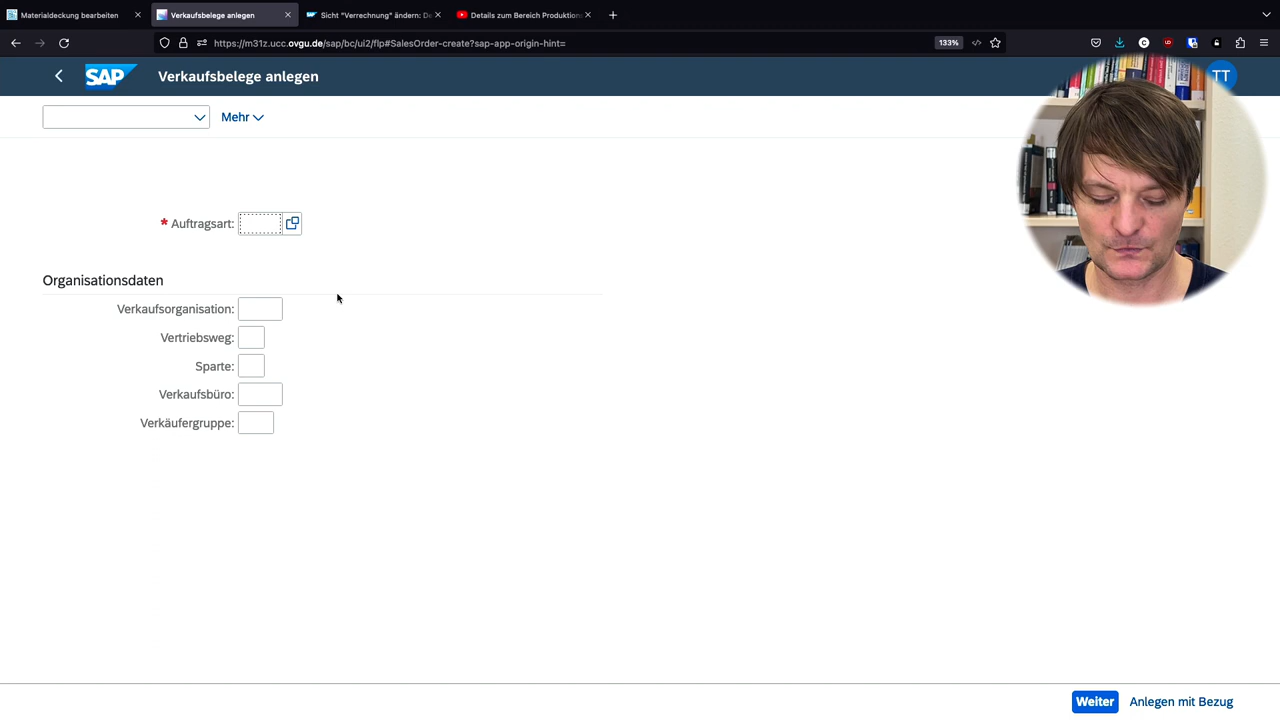 Materialdeckung bearbeiten
Verkaufsbelege anlegen
Sicht "Verrechnung" ändern: De
Details zum Bereich Produktion
https://m31z.ucc.ovgu.de/sap/bc/ui2/flp#SalesOrder-create?sap-app-origin-hint=
133%
SAP
Verkaufsbelege anlegen
TT
Mehr
* Auftragsart:
Organisationsdaten
Verkaufsorganisation:
Vertriebsweg:
Sparte:
Verkaufsbüro:
Verkäufergruppe:
Weiter
Anlegen mit Bezug